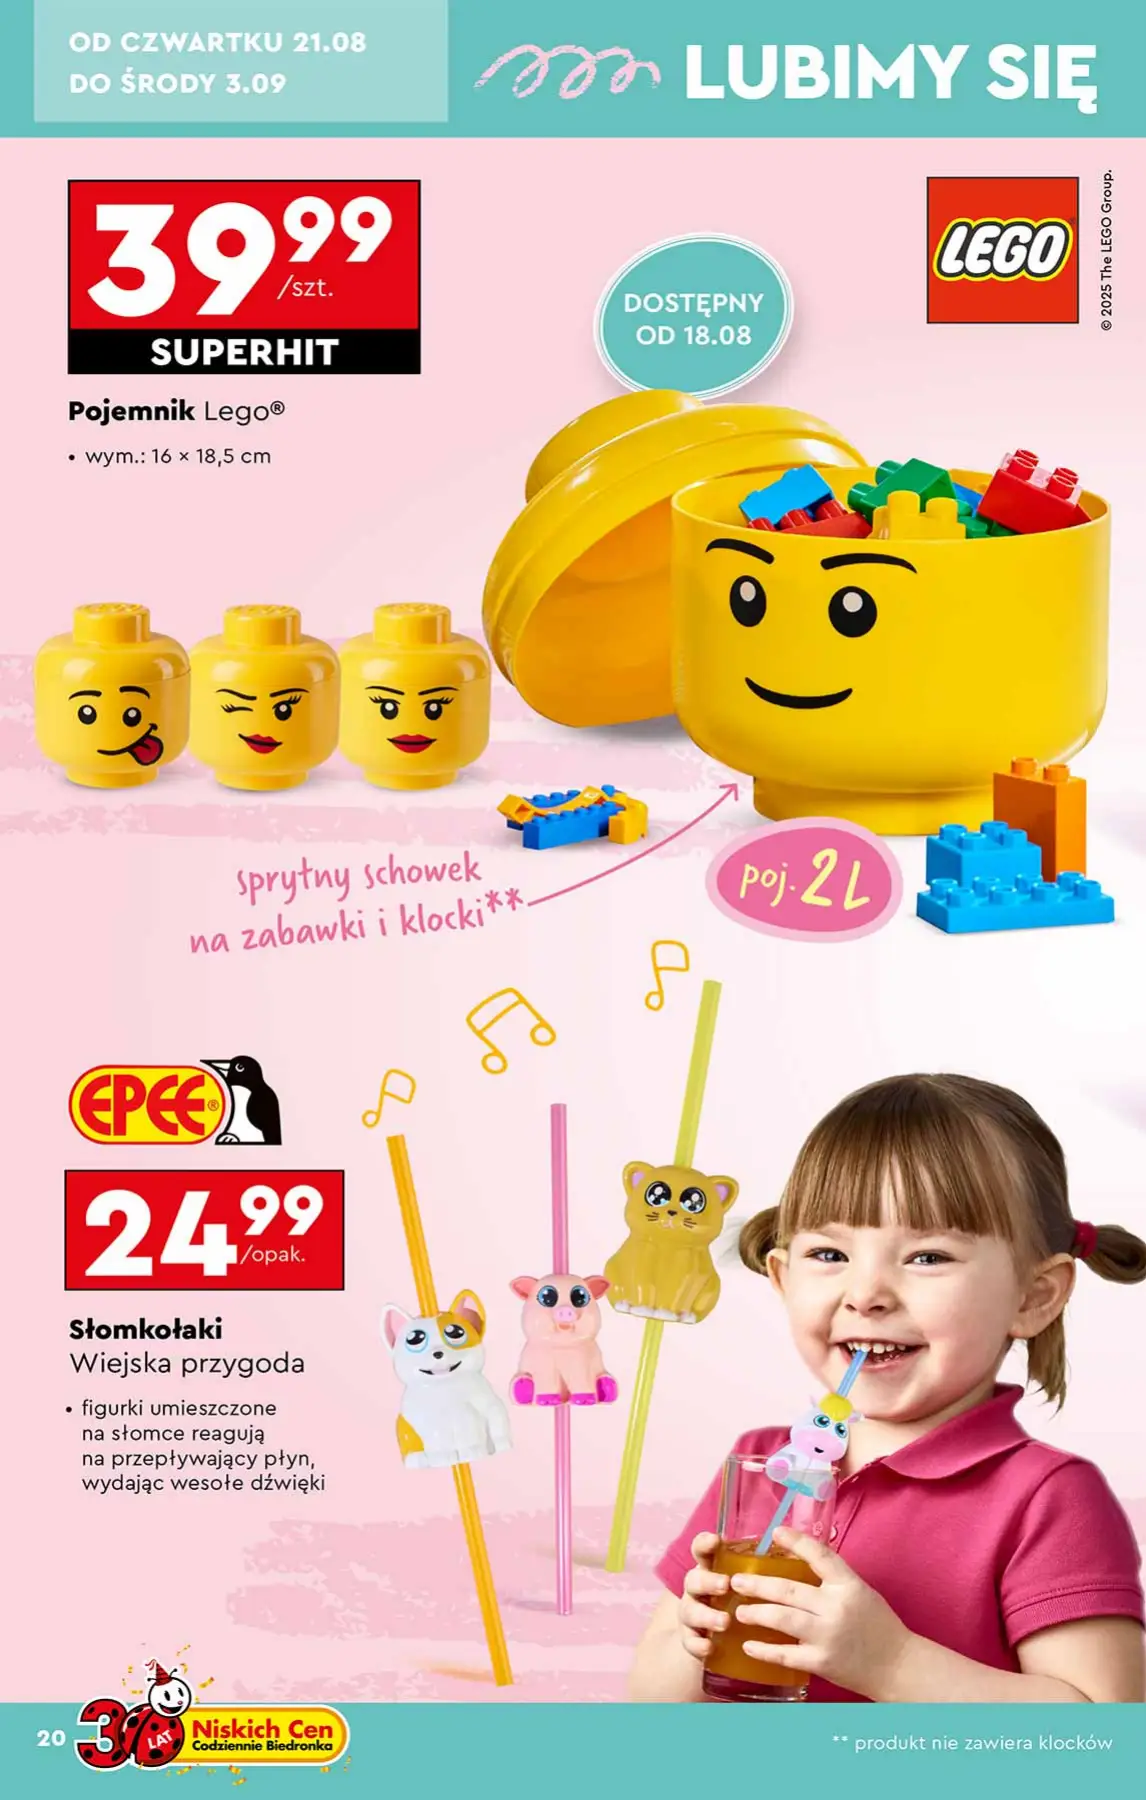 OD CZWARTKU 21.08
DO ŚRODY 3.09
LUBIMY SIĘ
39 99
/szt.
SUPERHIT
Pojemnik Lego®
• wym.: 16 × 18,5 cm
DOSTĘPNY
OD 18.08
LEGO®
© 2025 The LEGO Group.
sprytny schowek
na zabawki i klocki**
poj. 2L
EPEE®
24 99
/opak.
Słomkołaki
Wiejska przygoda
• figurki umieszczone
na słomce reagują
na przepływający płyn,
wydając wesołe dźwięki
20
30 LAT
Niskich Cen
Codziennie Biedronka
** produkt nie zawiera klocków